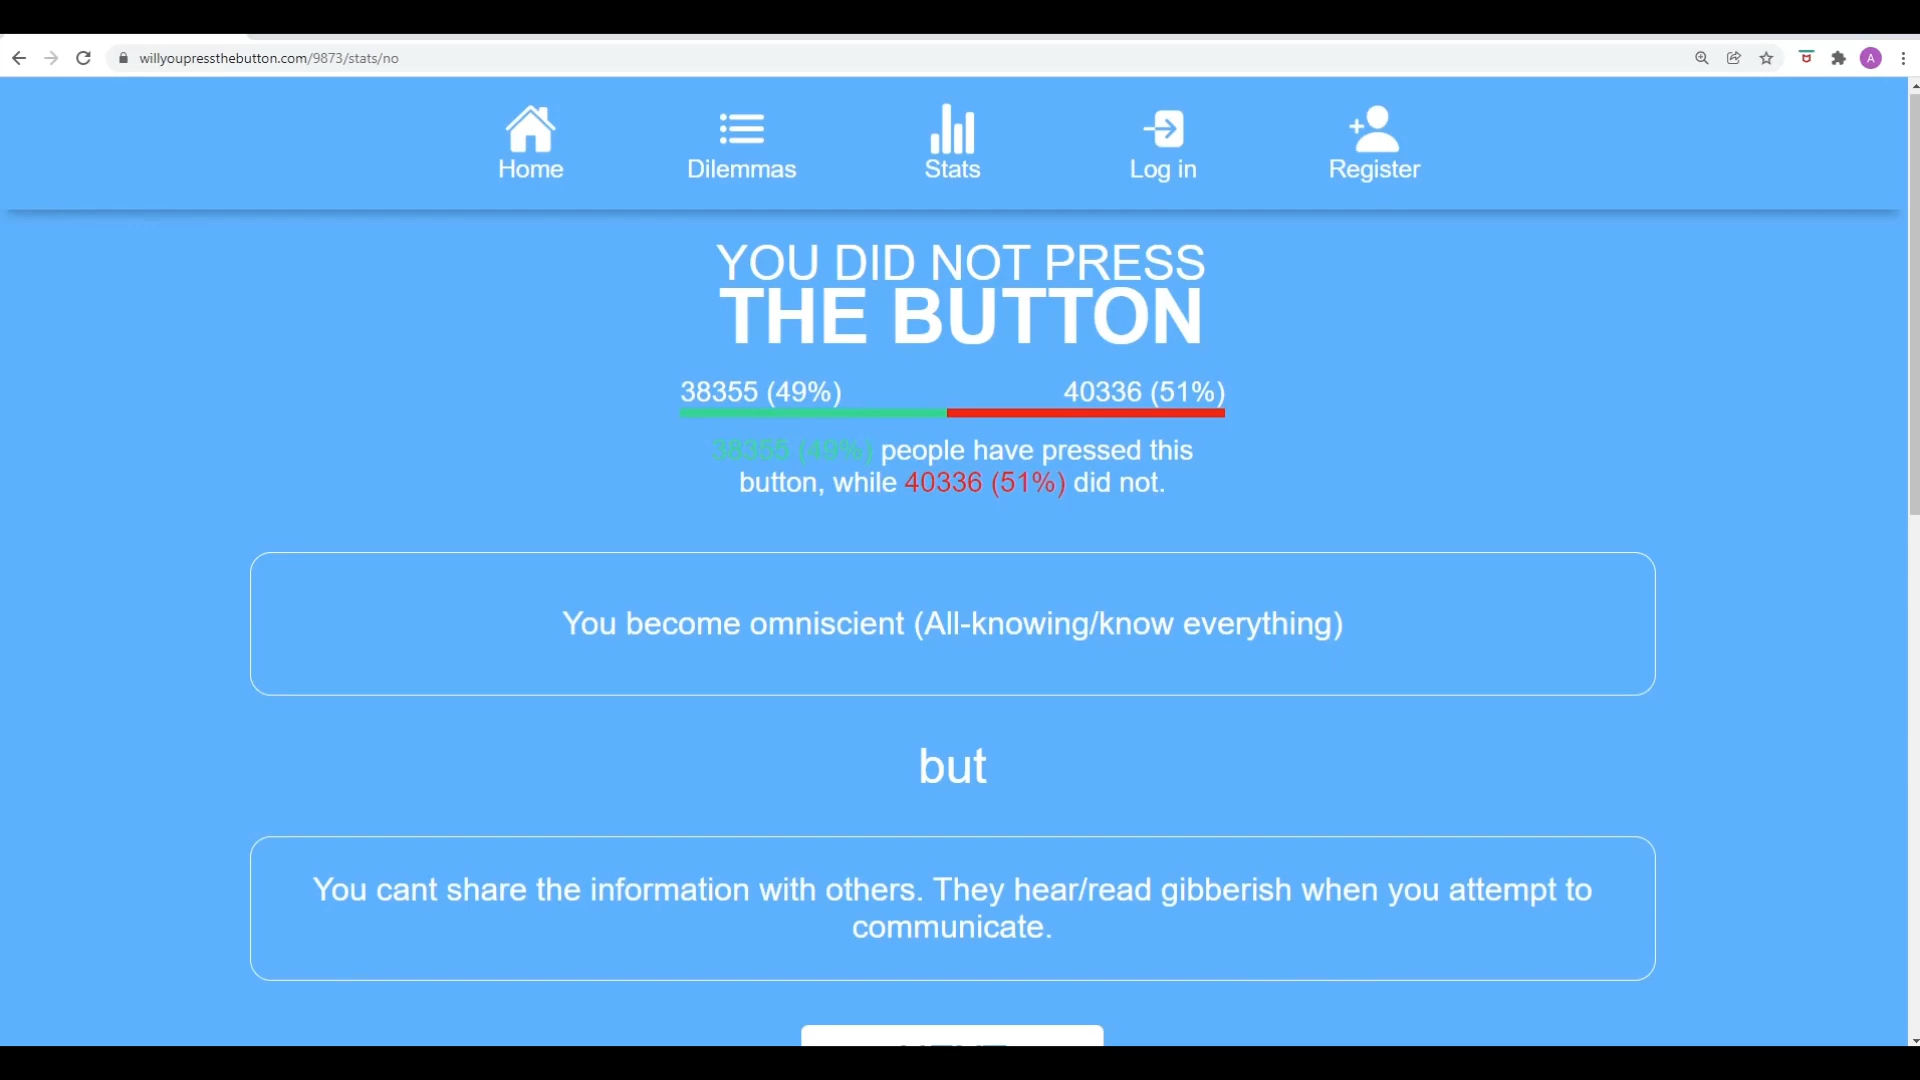 willyoupressthebutton.com/9873/stats/no
A
Home
Dilemmas
Stats
Log in
Register
YOU DID NOT PRESS
THE BUTTON
38355 (49%)
40336 (51%)
38355 (49%) people have pressed this
button, while 40336 (51%) did not.
You become omniscient (All-knowing/know everything)
but
You cant share the information with others. They hear/read gibberish when you attempt to
communicate.